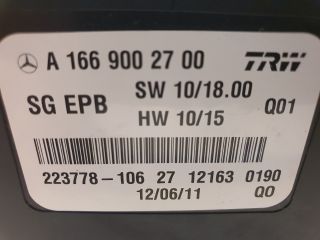 A 166 900 27 00 TRW
SG EPB SW 10/18.00 Q01
HW 10/15
223778-106 27 12163 0190
12/06/11 QO